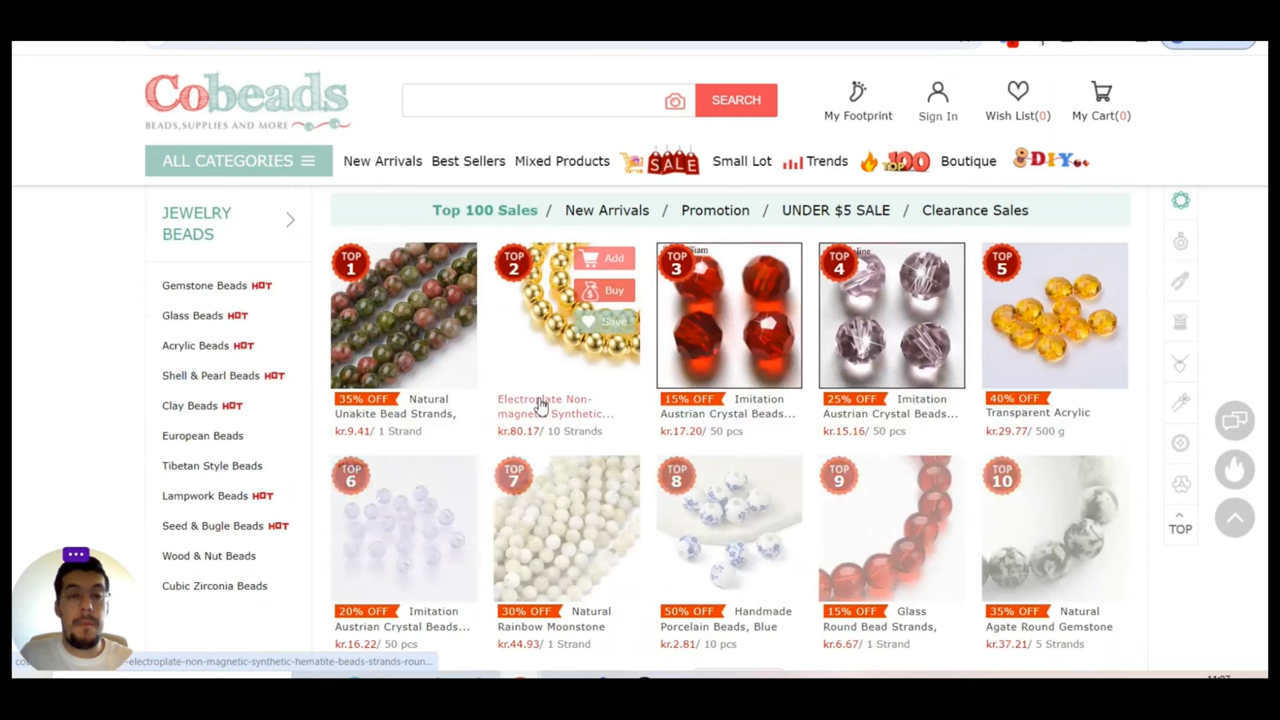 Cobeads
BEADS,SUPPLIES AND MORE
SEARCH
My Footprint
Sign In
Wish List(0)
My Cart(0)
ALL CATEGORIES
New Arrivals
Best Sellers
Mixed Products
SALE
Small Lot
Trends
TOP 100
Boutique
DIY
JEWELRY
BEADS
Gemstone Beads HOT
Glass Beads HOT
Acrylic Beads HOT
Shell & Pearl Beads HOT
Clay Beads HOT
European Beads
Tibetan Style Beads
Lampwork Beads HOT
Seed & Bugle Beads HOT
Wood & Nut Beads
Cubic Zirconia Beads
Top 100 Sales / New Arrivals / Promotion / UNDER $5 SALE / Clearance Sales
TOP
1
35% OFF Natural
Unakite Bead Strands,
kr.9.41/ 1 Strand
TOP
2
Add
Buy
Save
Electroplate Non-
magnetic Synthetic...
kr.80.17/ 10 Strands
TOP
3
Siam
15% OFF Imitation
Austrian Crystal Beads...
kr.17.20/ 50 pcs
TOP
4
25% OFF Imitation
Austrian Crystal Beads...
kr.15.16/ 50 pcs
TOP
5
40% OFF
Transparent Acrylic
kr.29.77/ 500 g
TOP
6
20% OFF Imitation
Austrian Crystal Beads...
kr.16.22/ 50 pcs
TOP
7
30% OFF Natural
Rainbow Moonstone
kr.44.93/ 1 Strand
TOP
8
50% OFF Handmade
Porcelain Beads, Blue
kr.2.81/ 10 pcs
TOP
9
15% OFF Glass
Round Bead Strands,
kr.6.67/ 1 Strand
TOP
10
35% OFF Natural
Agate Round Gemstone
kr.37.21/ 5 Strands
TOP
-electroplate-non-magnetic-synthetic-hematite-beads-strands-roun...